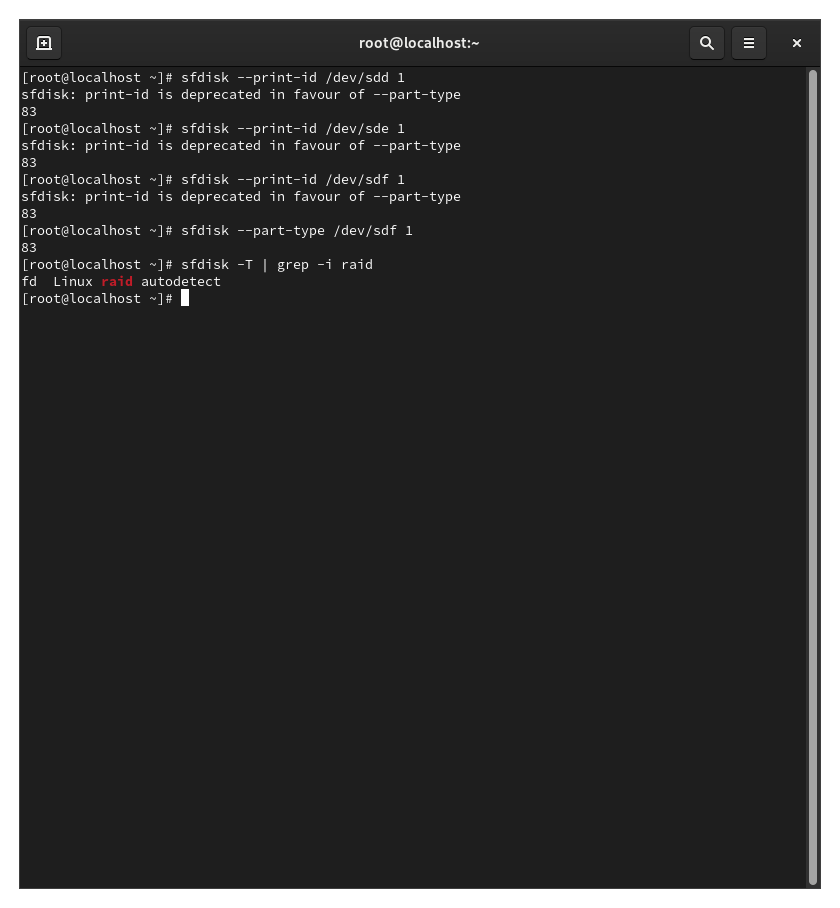 root@localhost:~
[root@localhost ~]# sfdisk --print-id /dev/sdd 1
sfdisk: print-id is deprecated in favour of --part-type
83
[root@localhost ~]# sfdisk --print-id /dev/sde 1
sfdisk: print-id is deprecated in favour of --part-type
83
[root@localhost ~]# sfdisk --print-id /dev/sdf 1
sfdisk: print-id is deprecated in favour of --part-type
83
[root@localhost ~]# sfdisk --part-type /dev/sdf 1
83
[root@localhost ~]# sfdisk -T | grep -i raid
fd  Linux raid autodetect
[root@localhost ~]#